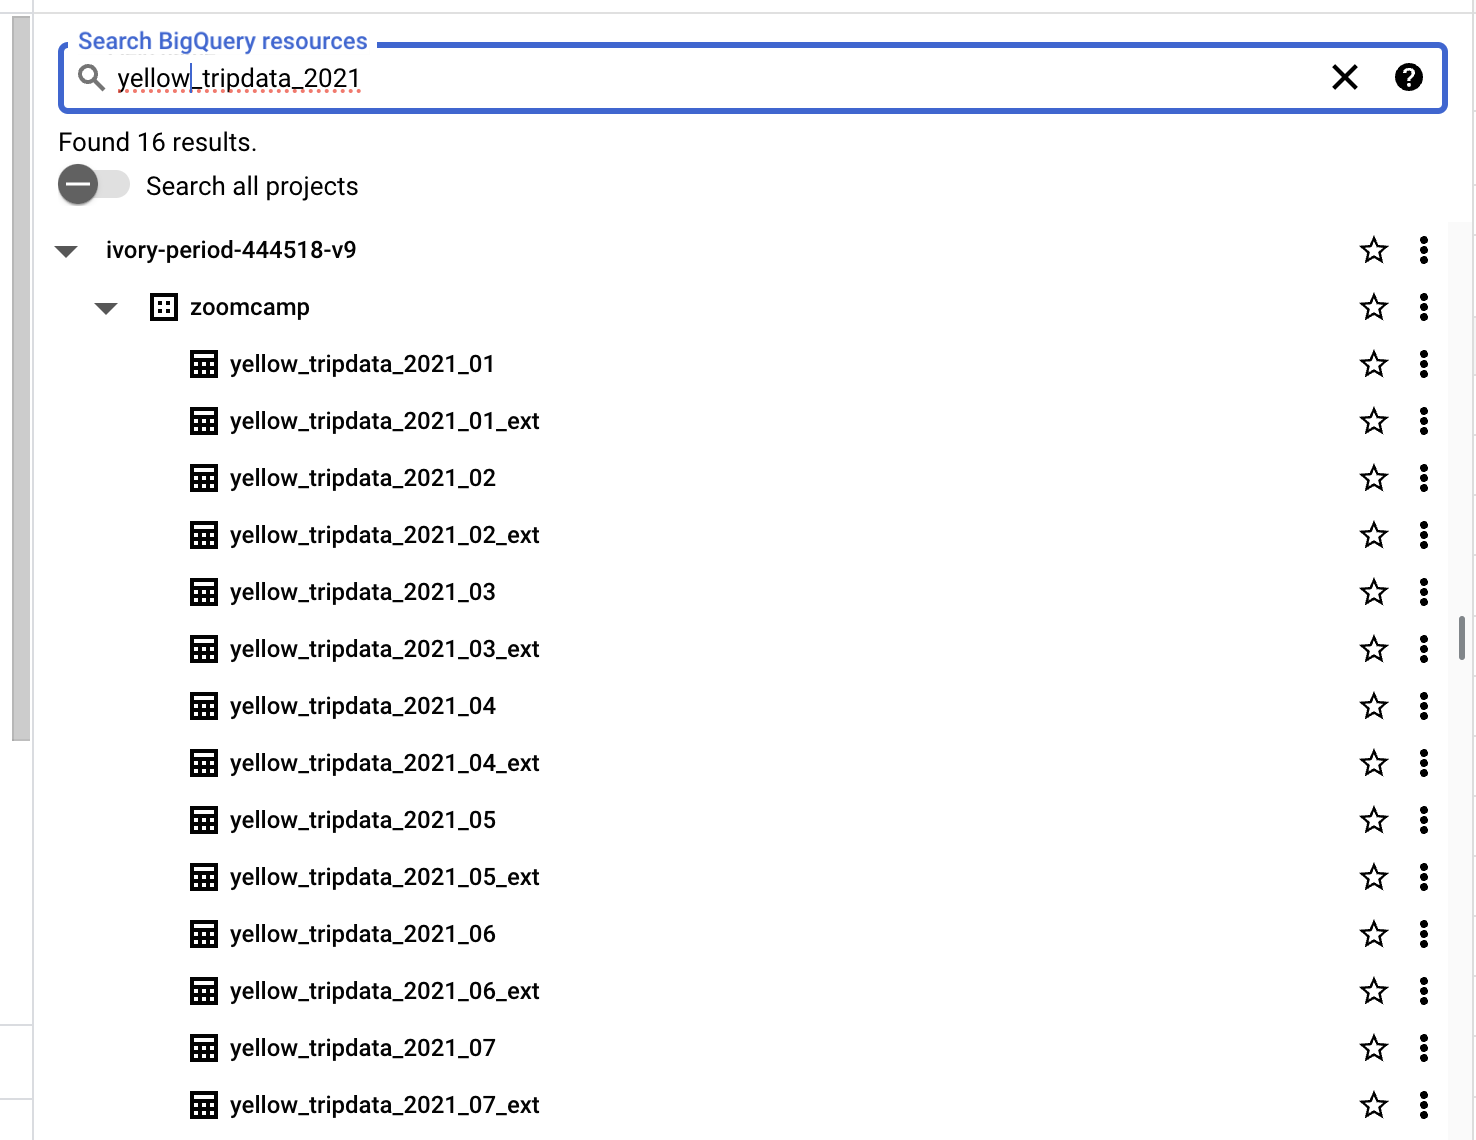 Search BigQuery resources
yellow_tripdata_2021
Found 16 results.
Search all projects
ivory-period-444518-v9
zoomcamp
yellow_tripdata_2021_01
yellow_tripdata_2021_01_ext
yellow_tripdata_2021_02
yellow_tripdata_2021_02_ext
yellow_tripdata_2021_03
yellow_tripdata_2021_03_ext
yellow_tripdata_2021_04
yellow_tripdata_2021_04_ext
yellow_tripdata_2021_05
yellow_tripdata_2021_05_ext
yellow_tripdata_2021_06
yellow_tripdata_2021_06_ext
yellow_tripdata_2021_07
yellow_tripdata_2021_07_ext